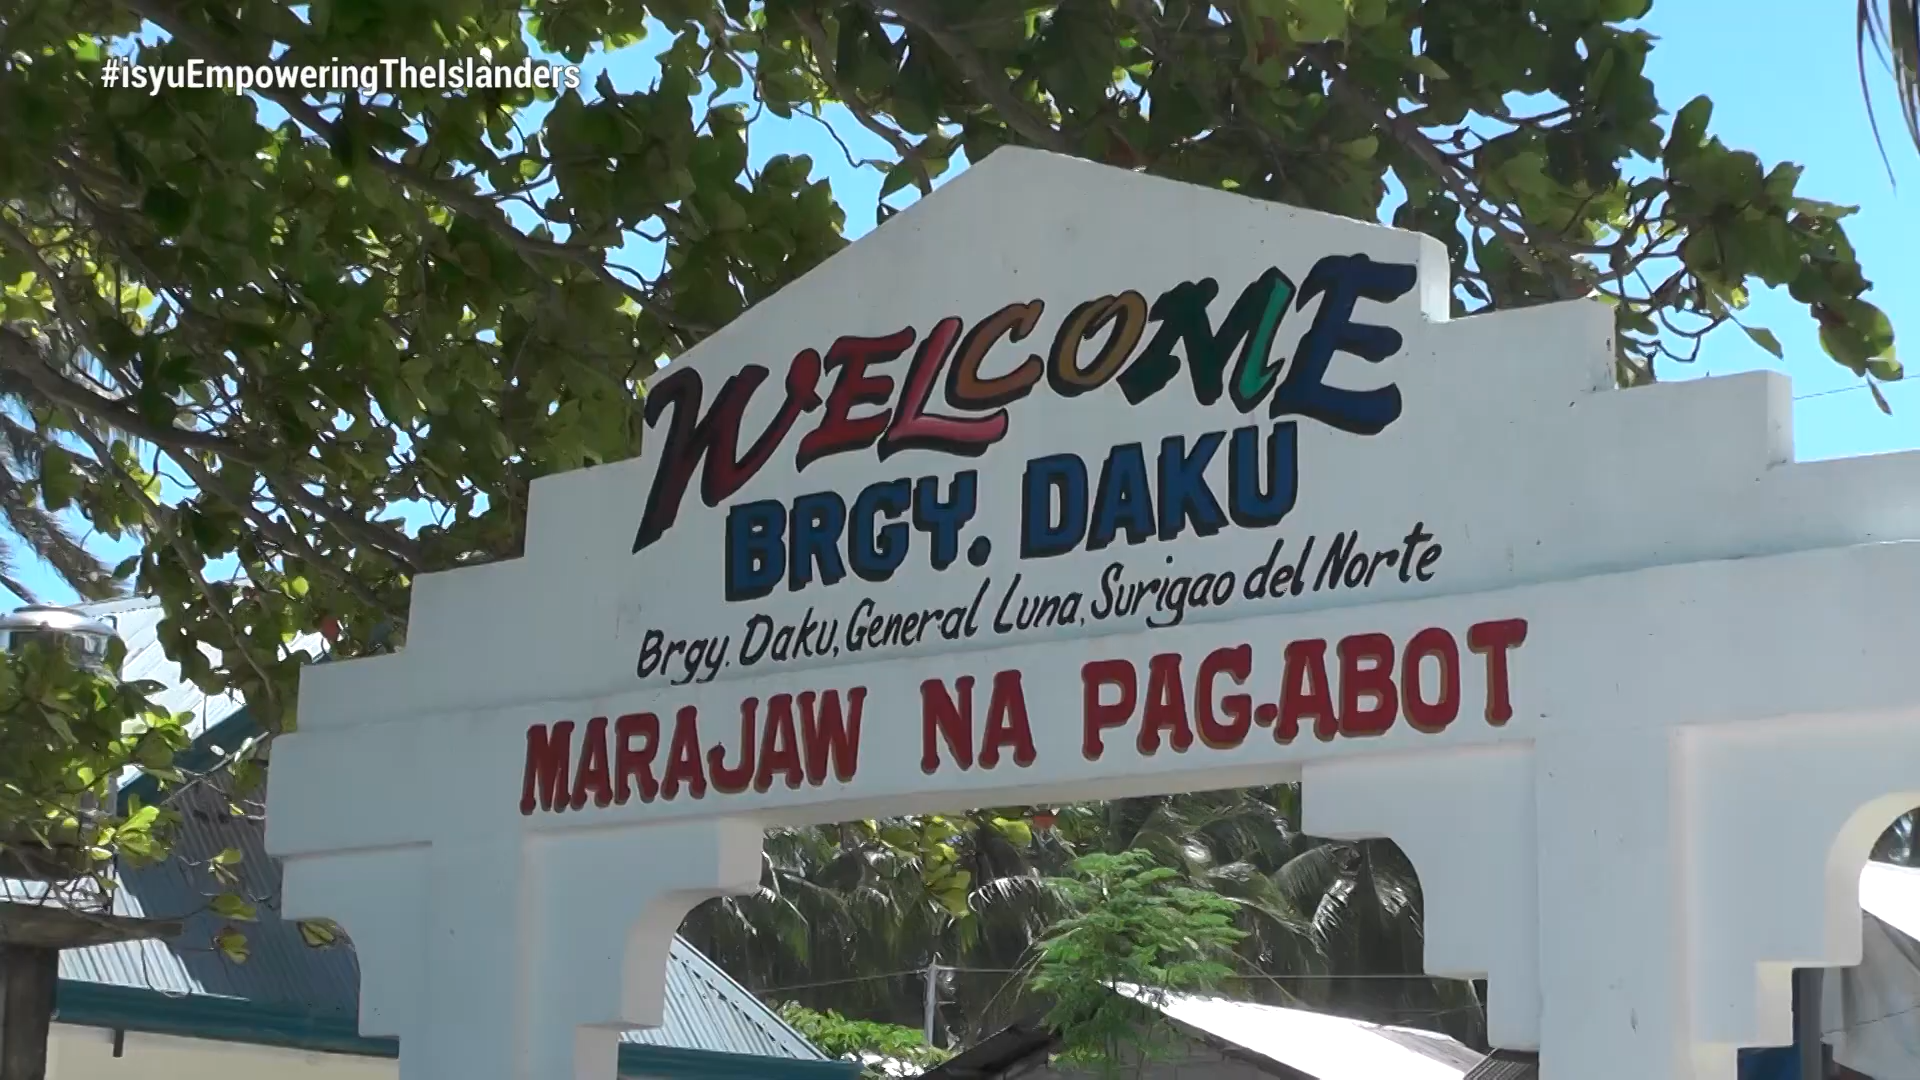 #isyuEmpoweringTheIslanders
WELCOME
BRGY. DAKU
Brgy. Daku, General Luna, Surigao del Norte
MARAJAW NA PAG-ABOT